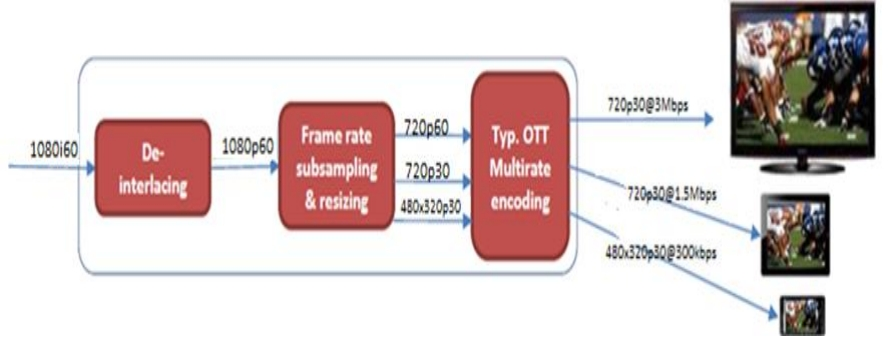 1080i60
De-
interlacing
1080p60
Frame rate
subsampling
& resizing
720p60
720p30
480x320p30
Typ. OTT
Multirate
encoding
720p30@3Mbps
720p30@1.5Mbps
480x320p30@300kbps